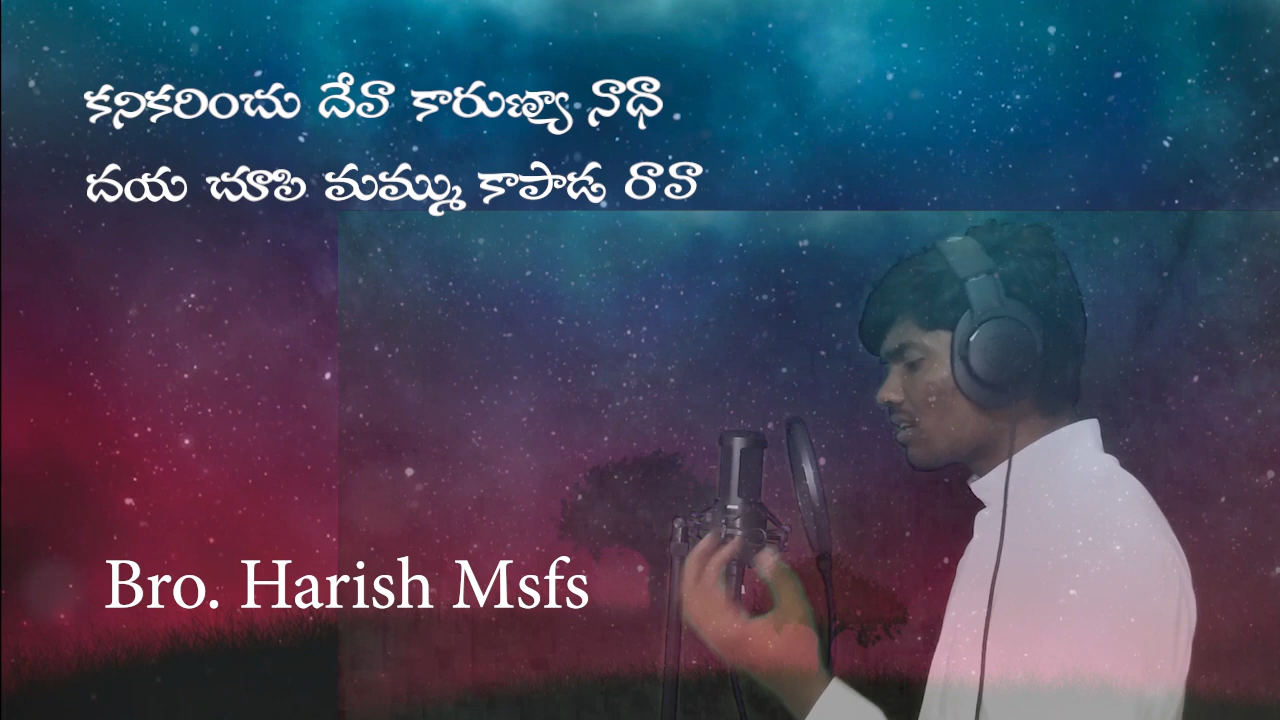 కనికరించు దేవా కారుణ్యా నాధా
దయ చూపి మమ్ము కాపాడ రావా
Bro. Harish Msfs